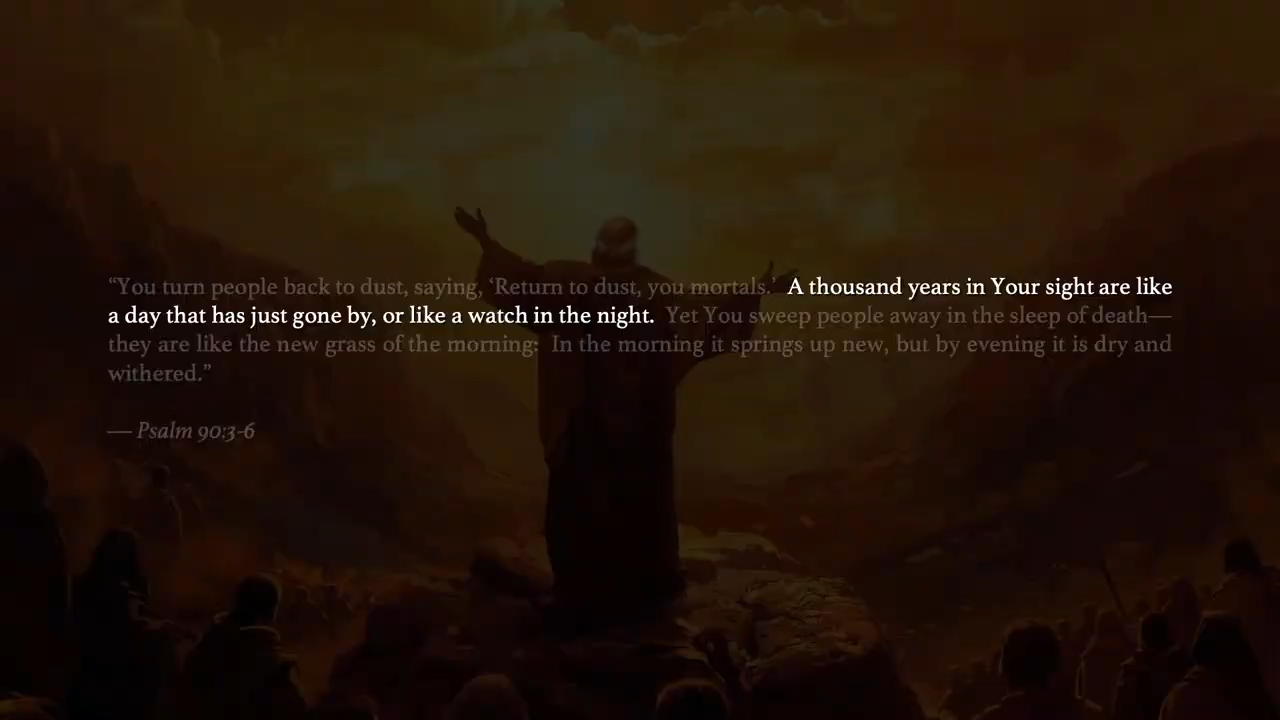 “You turn people back to dust, saying, ‘Return to dust, you mortals.’ A thousand years in Your sight are like
a day that has just gone by, or like a watch in the night. Yet You sweep people away in the sleep of death—
they are like the new grass of the morning: In the morning it springs up new, but by evening it is dry and
withered.”
— Psalm 90:3-6